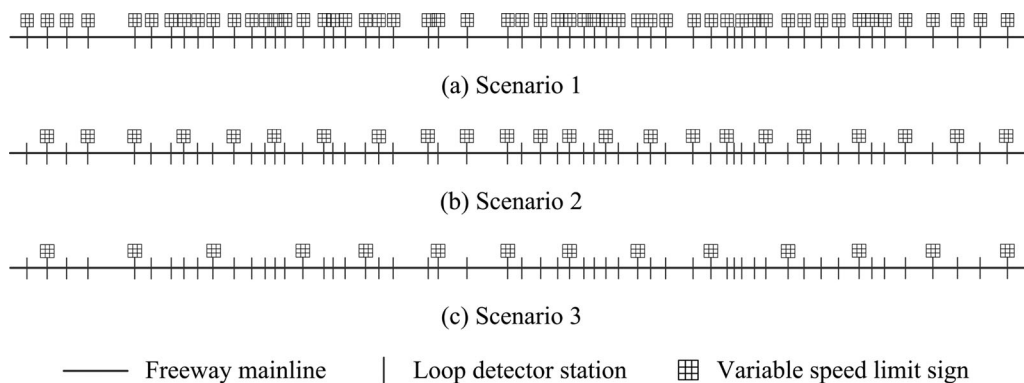 (a) Scenario 1
(b) Scenario 2
(c) Scenario 3
Freeway mainline Loop detector station Variable speed limit sign